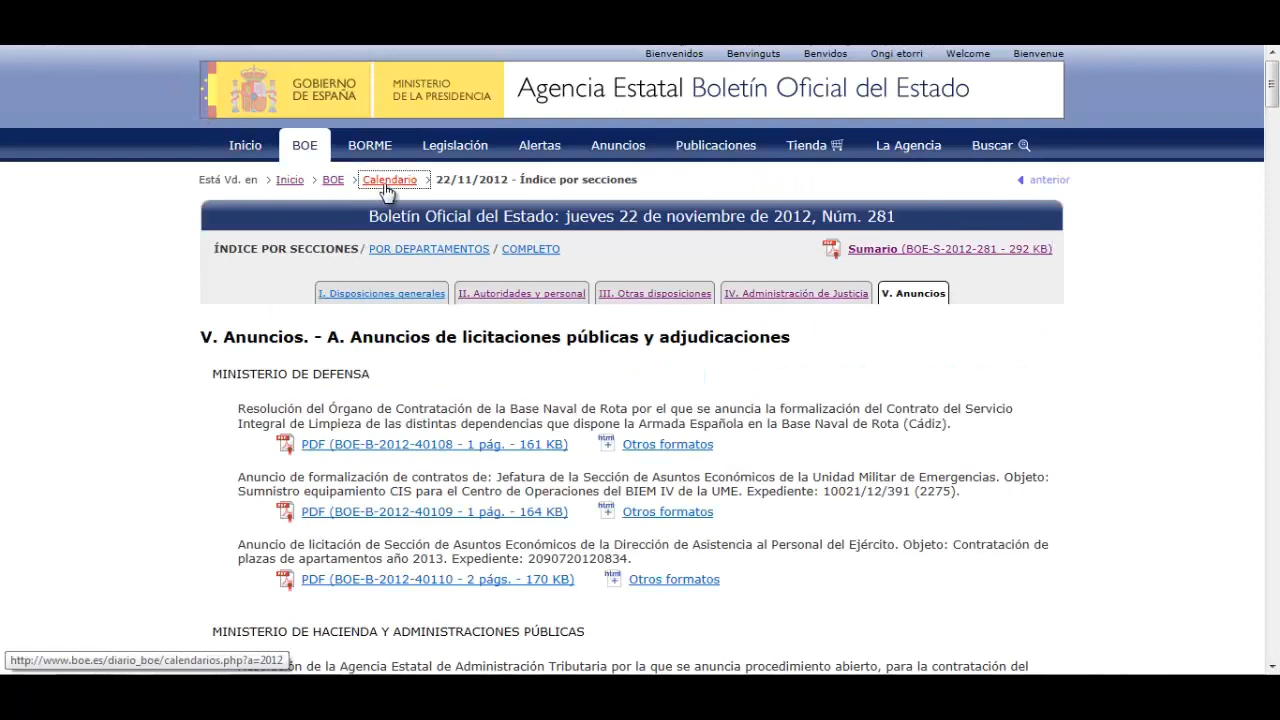 Bienvenidos Benvinguts Benvidos Ongi etorri Welcome Bienvenue
GOBIERNO
DE ESPAÑA
MINISTERIO
DE LA PRESIDENCIA
Agencia Estatal Boletín Oficial del Estado
Inicio BOE BORME Legislación Alertas Anuncios Publicaciones Tienda La Agencia Buscar
Está Vd. en > Inicio > BOE > Calendario > 22/11/2012 - Índice por secciones
anterior
Boletín Oficial del Estado: jueves 22 de noviembre de 2012, Núm. 281
ÍNDICE POR SECCIONES / POR DEPARTAMENTOS / COMPLETO
Sumario (BOE-S-2012-281 - 292 KB)
I. Disposiciones generales II. Autoridades y personal III. Otras disposiciones IV. Administración de Justicia V. Anuncios
V. Anuncios. - A. Anuncios de licitaciones públicas y adjudicaciones
MINISTERIO DE DEFENSA
Resolución del Órgano de Contratación de la Base Naval de Rota por el que se anuncia la formalización del Contrato del Servicio
Integral de Limpieza de las distintas dependencias que dispone la Armada Española en la Base Naval de Rota (Cádiz).
PDF (BOE-B-2012-40108 - 1 pág. - 161 KB) Otros formatos
Anuncio de formalización de contratos de: Jefatura de la Sección de Asuntos Económicos de la Unidad Militar de Emergencias. Objeto:
Sumnistro equipamiento CIS para el Centro de Operaciones del BIEM IV de la UME. Expediente: 10021/12/391 (2275).
PDF (BOE-B-2012-40109 - 1 pág. - 164 KB) Otros formatos
Anuncio de licitación de Sección de Asuntos Económicos de la Dirección de Asistencia al Personal del Ejército. Objeto: Contratación de
plazas de apartamentos año 2013. Expediente: 2090720120834.
PDF (BOE-B-2012-40110 - 2 págs. - 170 KB) Otros formatos
MINISTERIO DE HACIENDA Y ADMINISTRACIONES PÚBLICAS
de la Agencia Estatal de Administración Tributaria por la que se anuncia procedimiento abierto, para la contratación del
http://www.boe.es/diario_boe/calendarios.php?a=2012